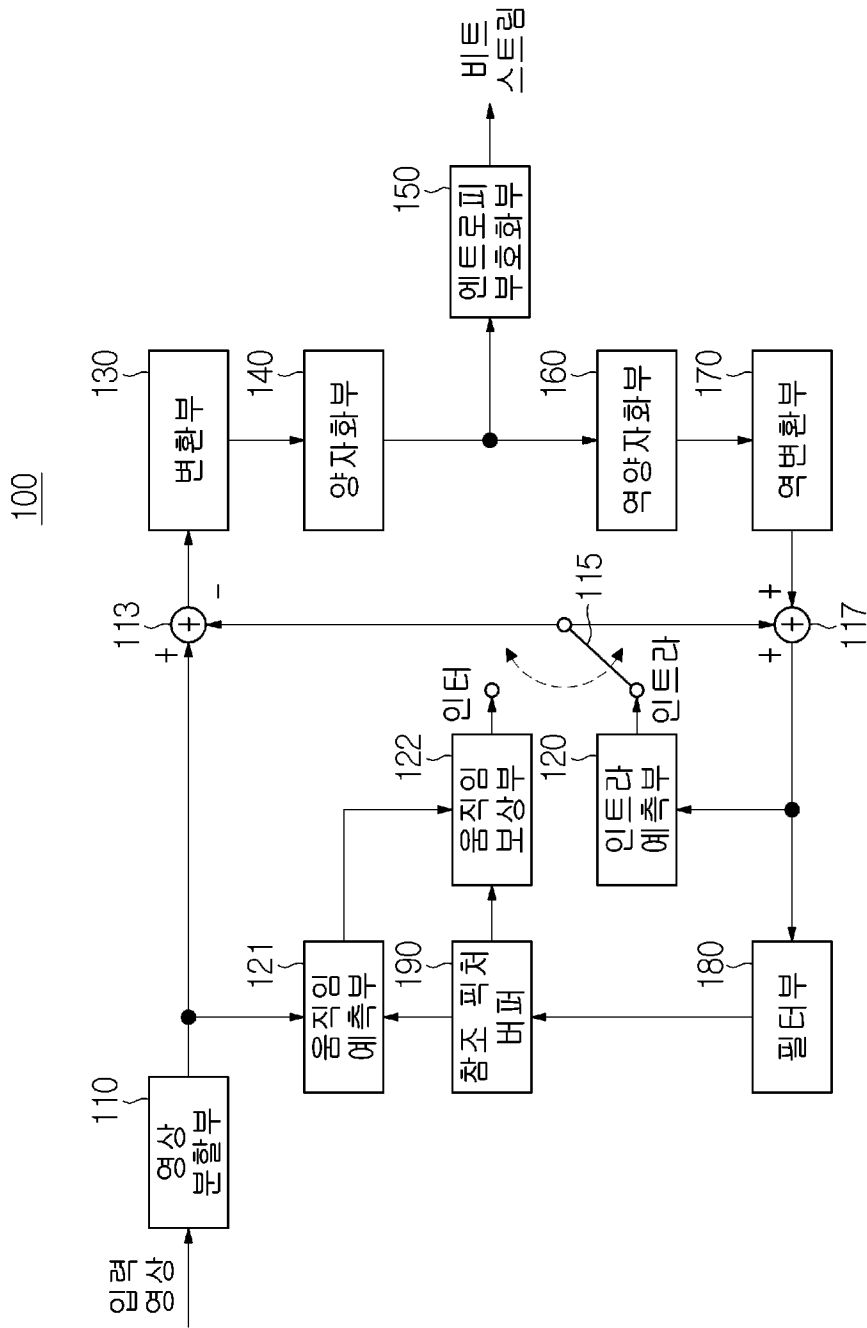 100
입력
영상
110
영상
분할부
113
+
+
-
130
변환부
140
양자화부
150
엔트로피
부호화부
비트
스트림
160
역양자화부
170
역변환부
121
움직임
예측부
190
참조 픽처
버퍼
122
움직임
보상부
인터
120
인트라
예측부
인트라
115
+
+
+
117
180
필터부